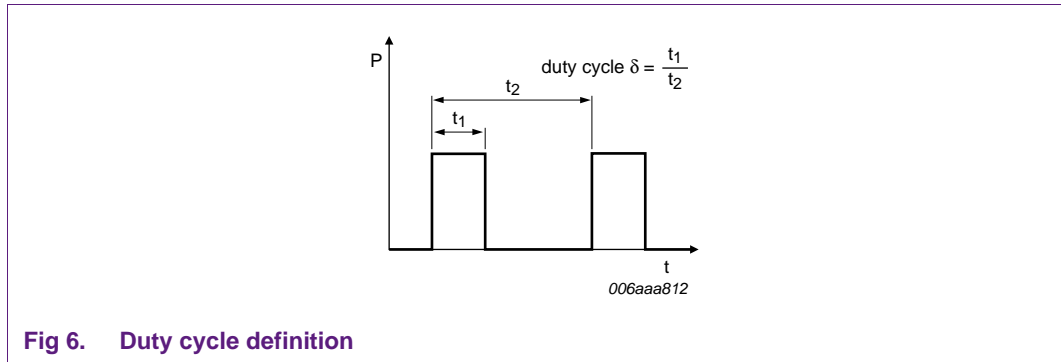 P
duty cycle δ = t1/t2
t2
t1
t
006aaa812
Fig 6. Duty cycle definition